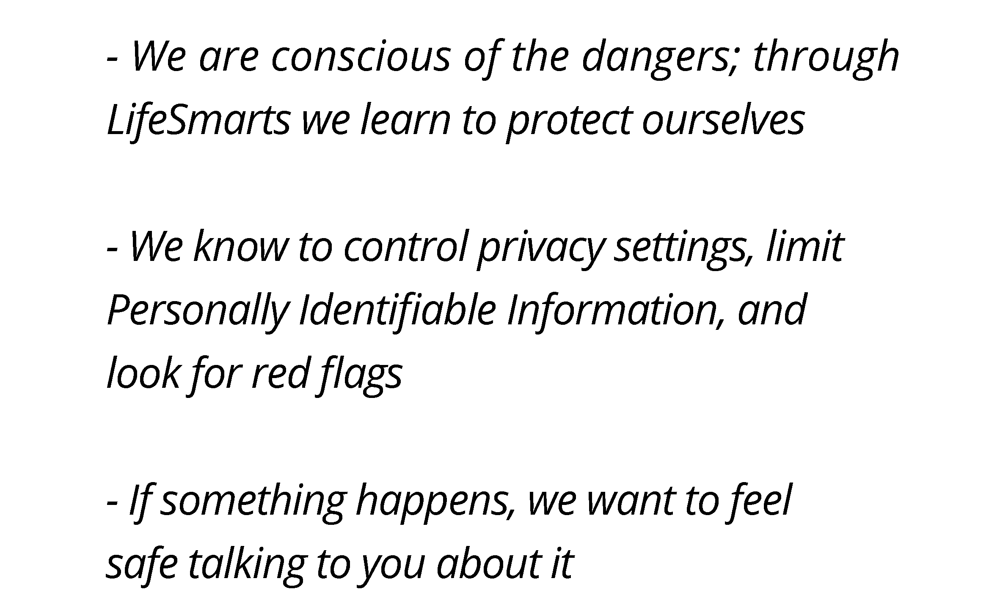 - We are conscious of the dangers; through
LifeSmarts we learn to protect ourselves
- We know to control privacy settings, limit
Personally Identifiable Information, and
look for red flags
- If something happens, we want to feel
safe talking to you about it